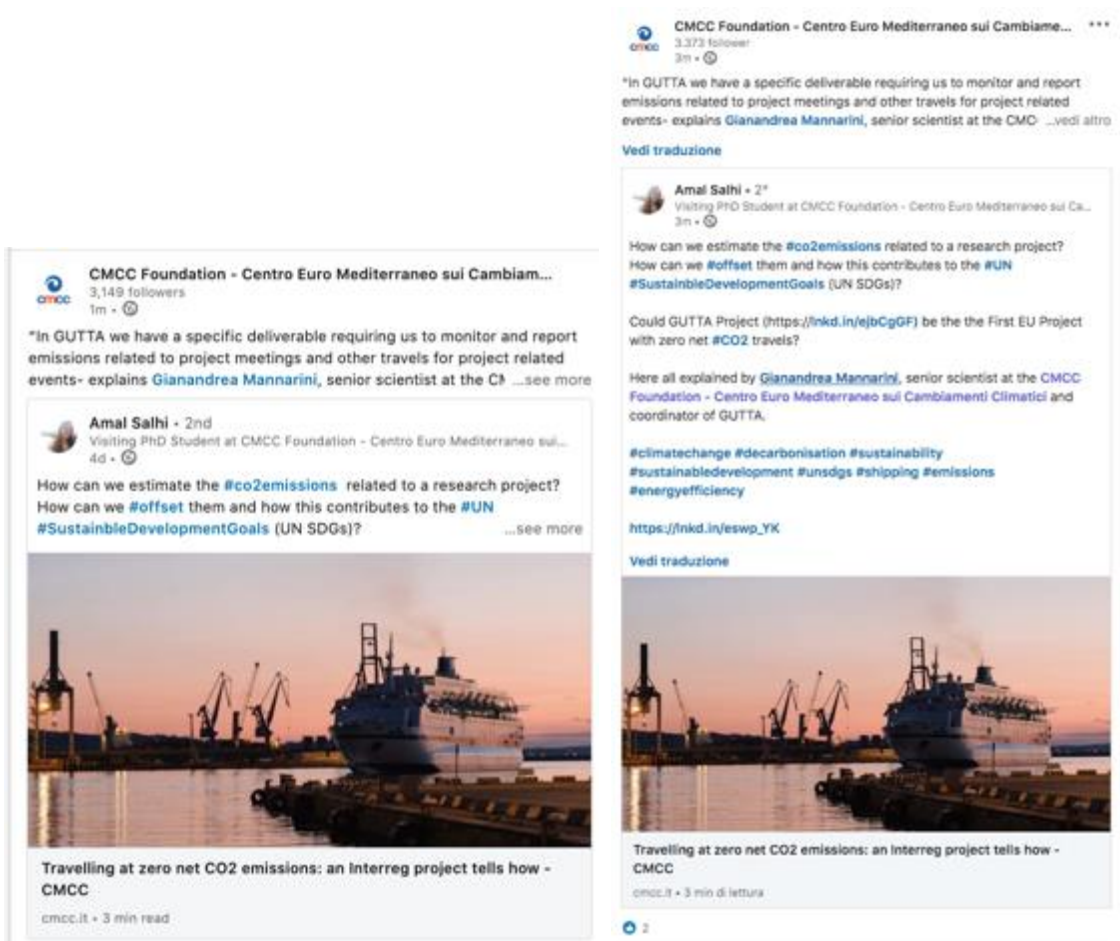 CMCC Foundation - Centro Euro Mediterraneo sui Cambiam...
3,149 followers
1m •
cmcc
"In GUTTA we have a specific deliverable requiring us to monitor and report
emissions related to project meetings and other travels for project related
events- explains Gianandrea Mannarini, senior scientist at the CM ...see more
Amal Salhi • 2nd
Visiting PhD Student at CMCC Foundation - Centro Euro Mediterraneo sui...
4d •
How can we estimate the #co2emissions related to a research project?
How can we #offset them and how this contributes to the #UN
#SustainbleDevelopmentGoals (UN SDGs)? ...see more
Travelling at zero net CO2 emissions: an Interreg project tells how -
CMCC
cmcc.it • 3 min read
CMCC Foundation - Centro Euro Mediterraneo sui Cambiame...
3.373 follower
3m •
cmcc
"In GUTTA we have a specific deliverable requiring us to monitor and report
emissions related to project meetings and other travels for project related
events- explains Gianandrea Mannarini, senior scientist at the CMC ...vedi altro
Vedi traduzione
Amal Salhi • 2°
Visiting PhD Student at CMCC Foundation - Centro Euro Mediterraneo sui Ca...
3m •
How can we estimate the #co2emissions related to a research project?
How can we #offset them and how this contributes to the #UN
#SustainbleDevelopmentGoals (UN SDGs)?
Could GUTTA Project (https://lnkd.in/ejbCgGF) be the the First EU Project
with zero net #CO2 travels?
Here all explained by Gianandrea Mannarini, senior scientist at the CMCC
Foundation - Centro Euro Mediterraneo sui Cambiamenti Climatici and
coordinator of GUTTA.
#climatechange #decarbonisation #sustainability
#sustainabledevelopment #unsdgs #shipping #emissions
#energyefficiency
https://lnkd.in/eswp_YK
Vedi traduzione
Travelling at zero net CO2 emissions: an Interreg project tells how -
CMCC
cmcc.it • 3 min di lettura
2